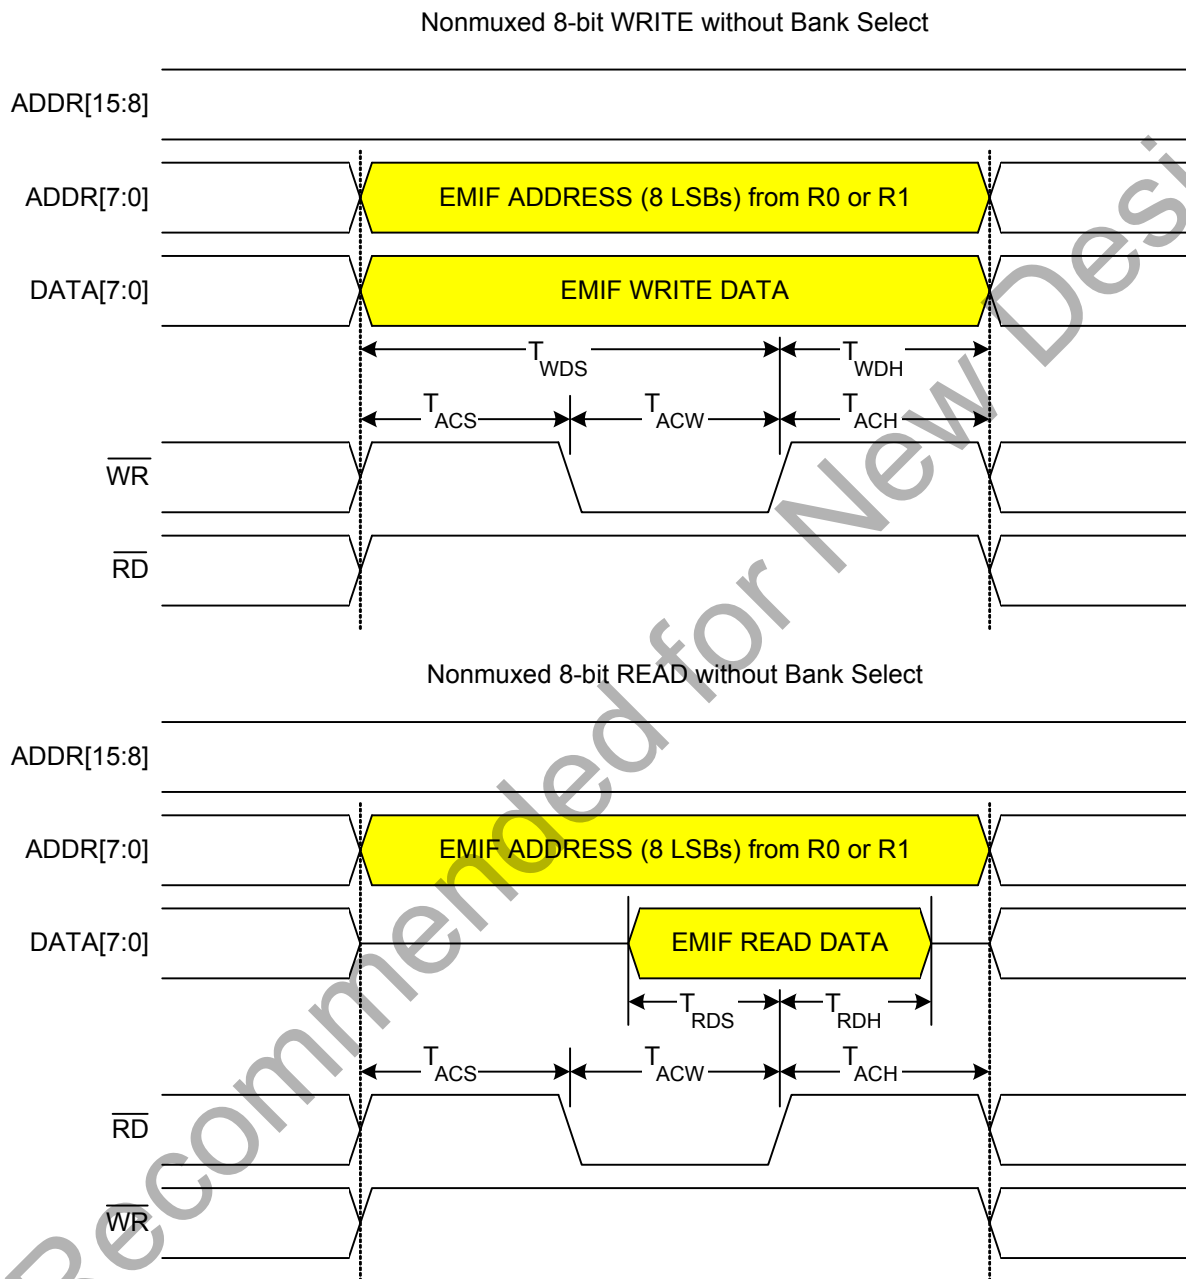 Nonmuxed 8-bit WRITE without Bank Select
ADDR[15:8]
ADDR[7:0] EMIF ADDRESS (8 LSBs) from R0 or R1
DATA[7:0] EMIF WRITE DATA
TWDS TWDH
TACS TACW TACH
WR
RD
Nonmuxed 8-bit READ without Bank Select
ADDR[15:8]
ADDR[7:0] EMIF ADDRESS (8 LSBs) from R0 or R1
DATA[7:0] EMIF READ DATA
TRDS TRDH
TACS TACW TACH
RD
WR
Recommended for New Desi